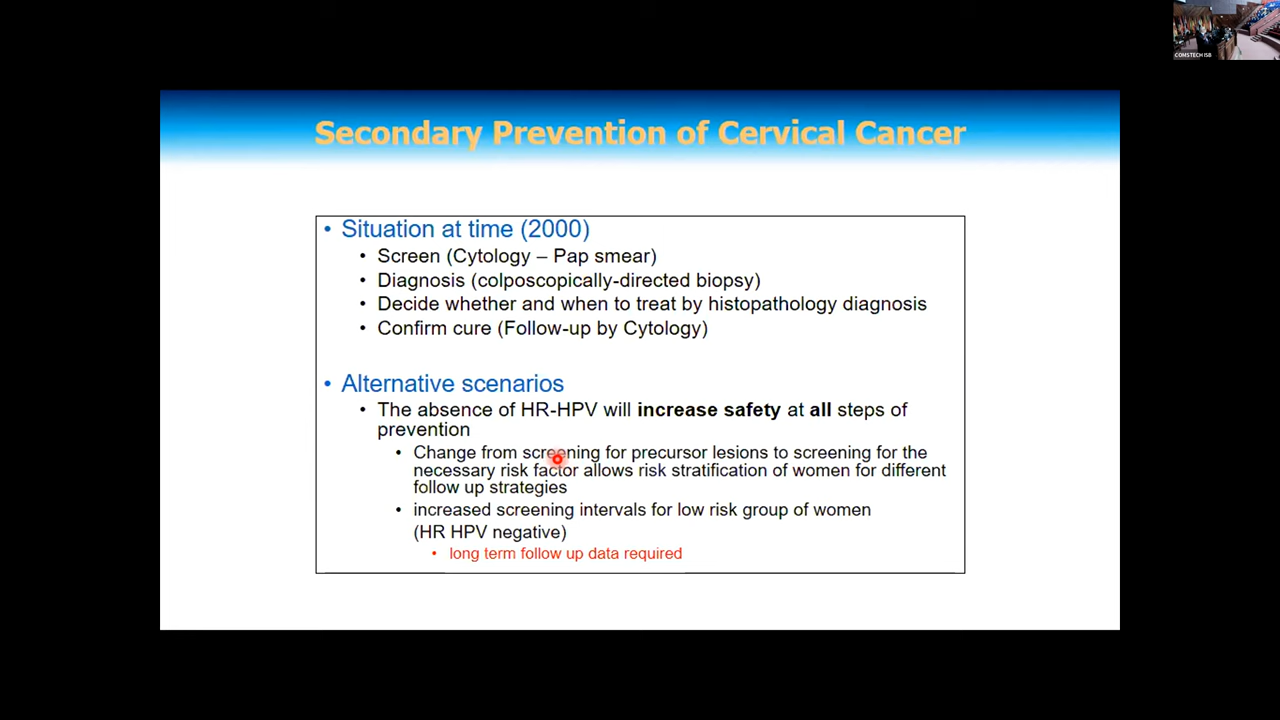 COMSTECH ISB
Secondary Prevention of Cervical Cancer
• Situation at time (2000)
• Screen (Cytology – Pap smear)
• Diagnosis (colposcopically-directed biopsy)
• Decide whether and when to treat by histopathology diagnosis
• Confirm cure (Follow-up by Cytology)
• Alternative scenarios
• The absence of HR-HPV will increase safety at all steps of
prevention
• Change from screening for precursor lesions to screening for the
necessary risk factor allows risk stratification of women for different
follow up strategies
• increased screening intervals for low risk group of women
(HR HPV negative)
• long term follow up data required